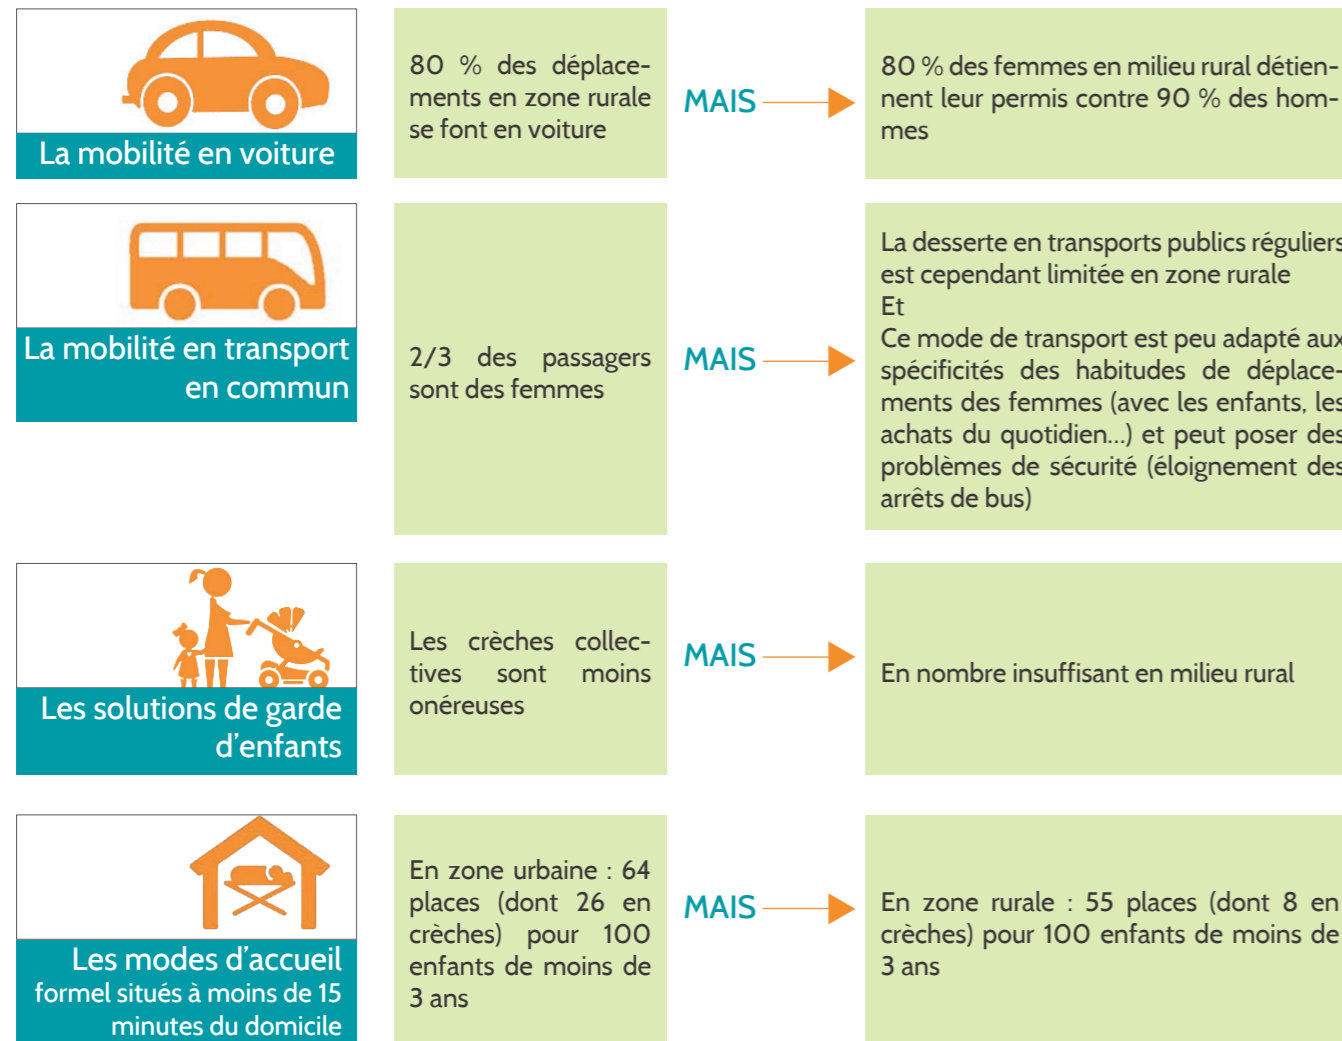 La mobilité en voiture
80 % des déplace-
ments en zone rurale
se font en voiture
MAIS
80 % des femmes en milieu rural détien-
nent leur permis contre 90 % des hom-
mes
La mobilité en transport
en commun
2/3 des passagers
sont des femmes
MAIS
La desserte en transports publics réguliers
est cependant limitée en zone rurale
Et
Ce mode de transport est peu adapté aux
spécificités des habitudes de déplace-
ments des femmes (avec les enfants, les
achats du quotidien...) et peut poser des
problèmes de sécurité (éloignement des
arrêts de bus)
Les solutions de garde
d'enfants
Les crèches collec-
tives sont moins
onéreuses
MAIS
En nombre insuffisant en milieu rural
Les modes d'accueil
formel situés à moins de 15
minutes du domicile
En zone urbaine : 64
places (dont 26 en
crèches) pour 100
enfants de moins de
3 ans
MAIS
En zone rurale : 55 places (dont 8 en
crèches) pour 100 enfants de moins de
3 ans